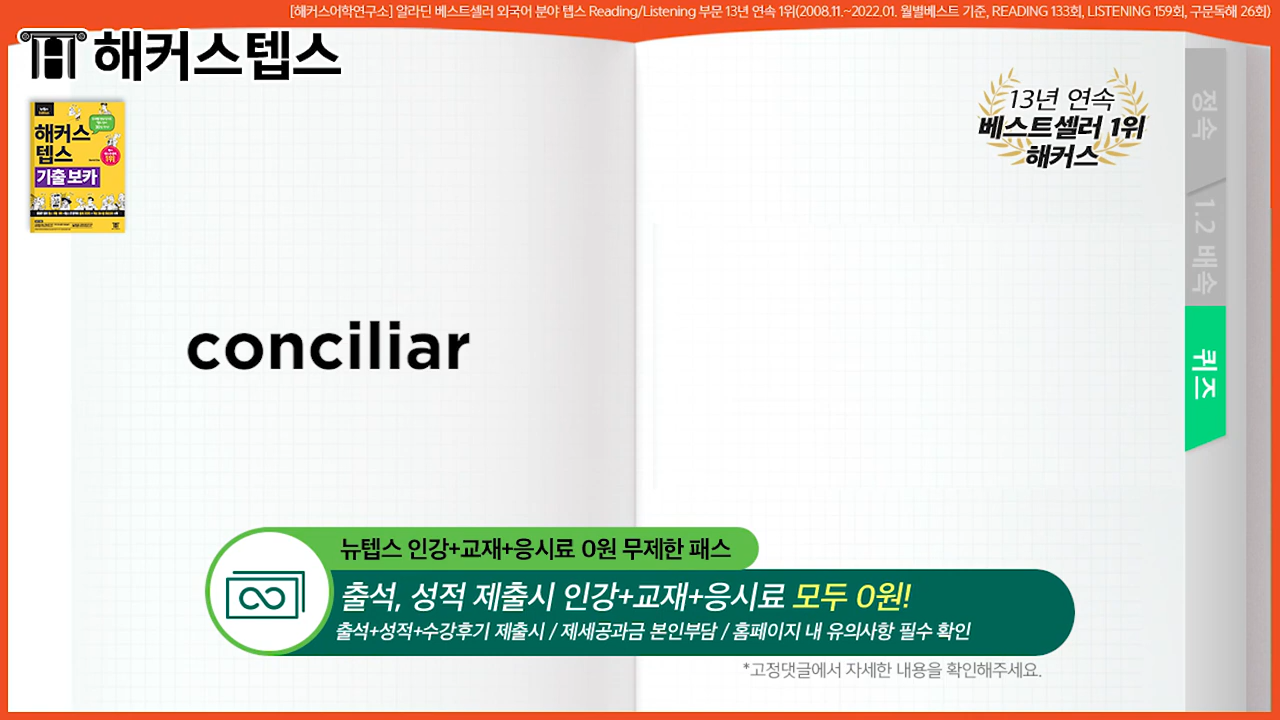 [해커스어학연구소] 알라딘 베스트셀러 외국어 분야 텝스 Reading/Listening 부문 13년 연속 1위(2008.11.~2022.01. 월별베스트 기준, READING 133회, LISTENING 159회, 구문독해 26회)
해커스텝스
해커스
텝스
기출 보카
13년 연속
베스트셀러 1위
해커스
정속
1.2 배속
퀴즈
conciliar
뉴텝스 인강+교재+응시료 0원 무제한 패스
출석, 성적 제출시 인강+교재+응시료 모두 0원!
출석+성적+수강후기 제출시 / 제세공과금 본인부담 / 홈페이지 내 유의사항 필수 확인
*고정댓글에서 자세한 내용을 확인해주세요.